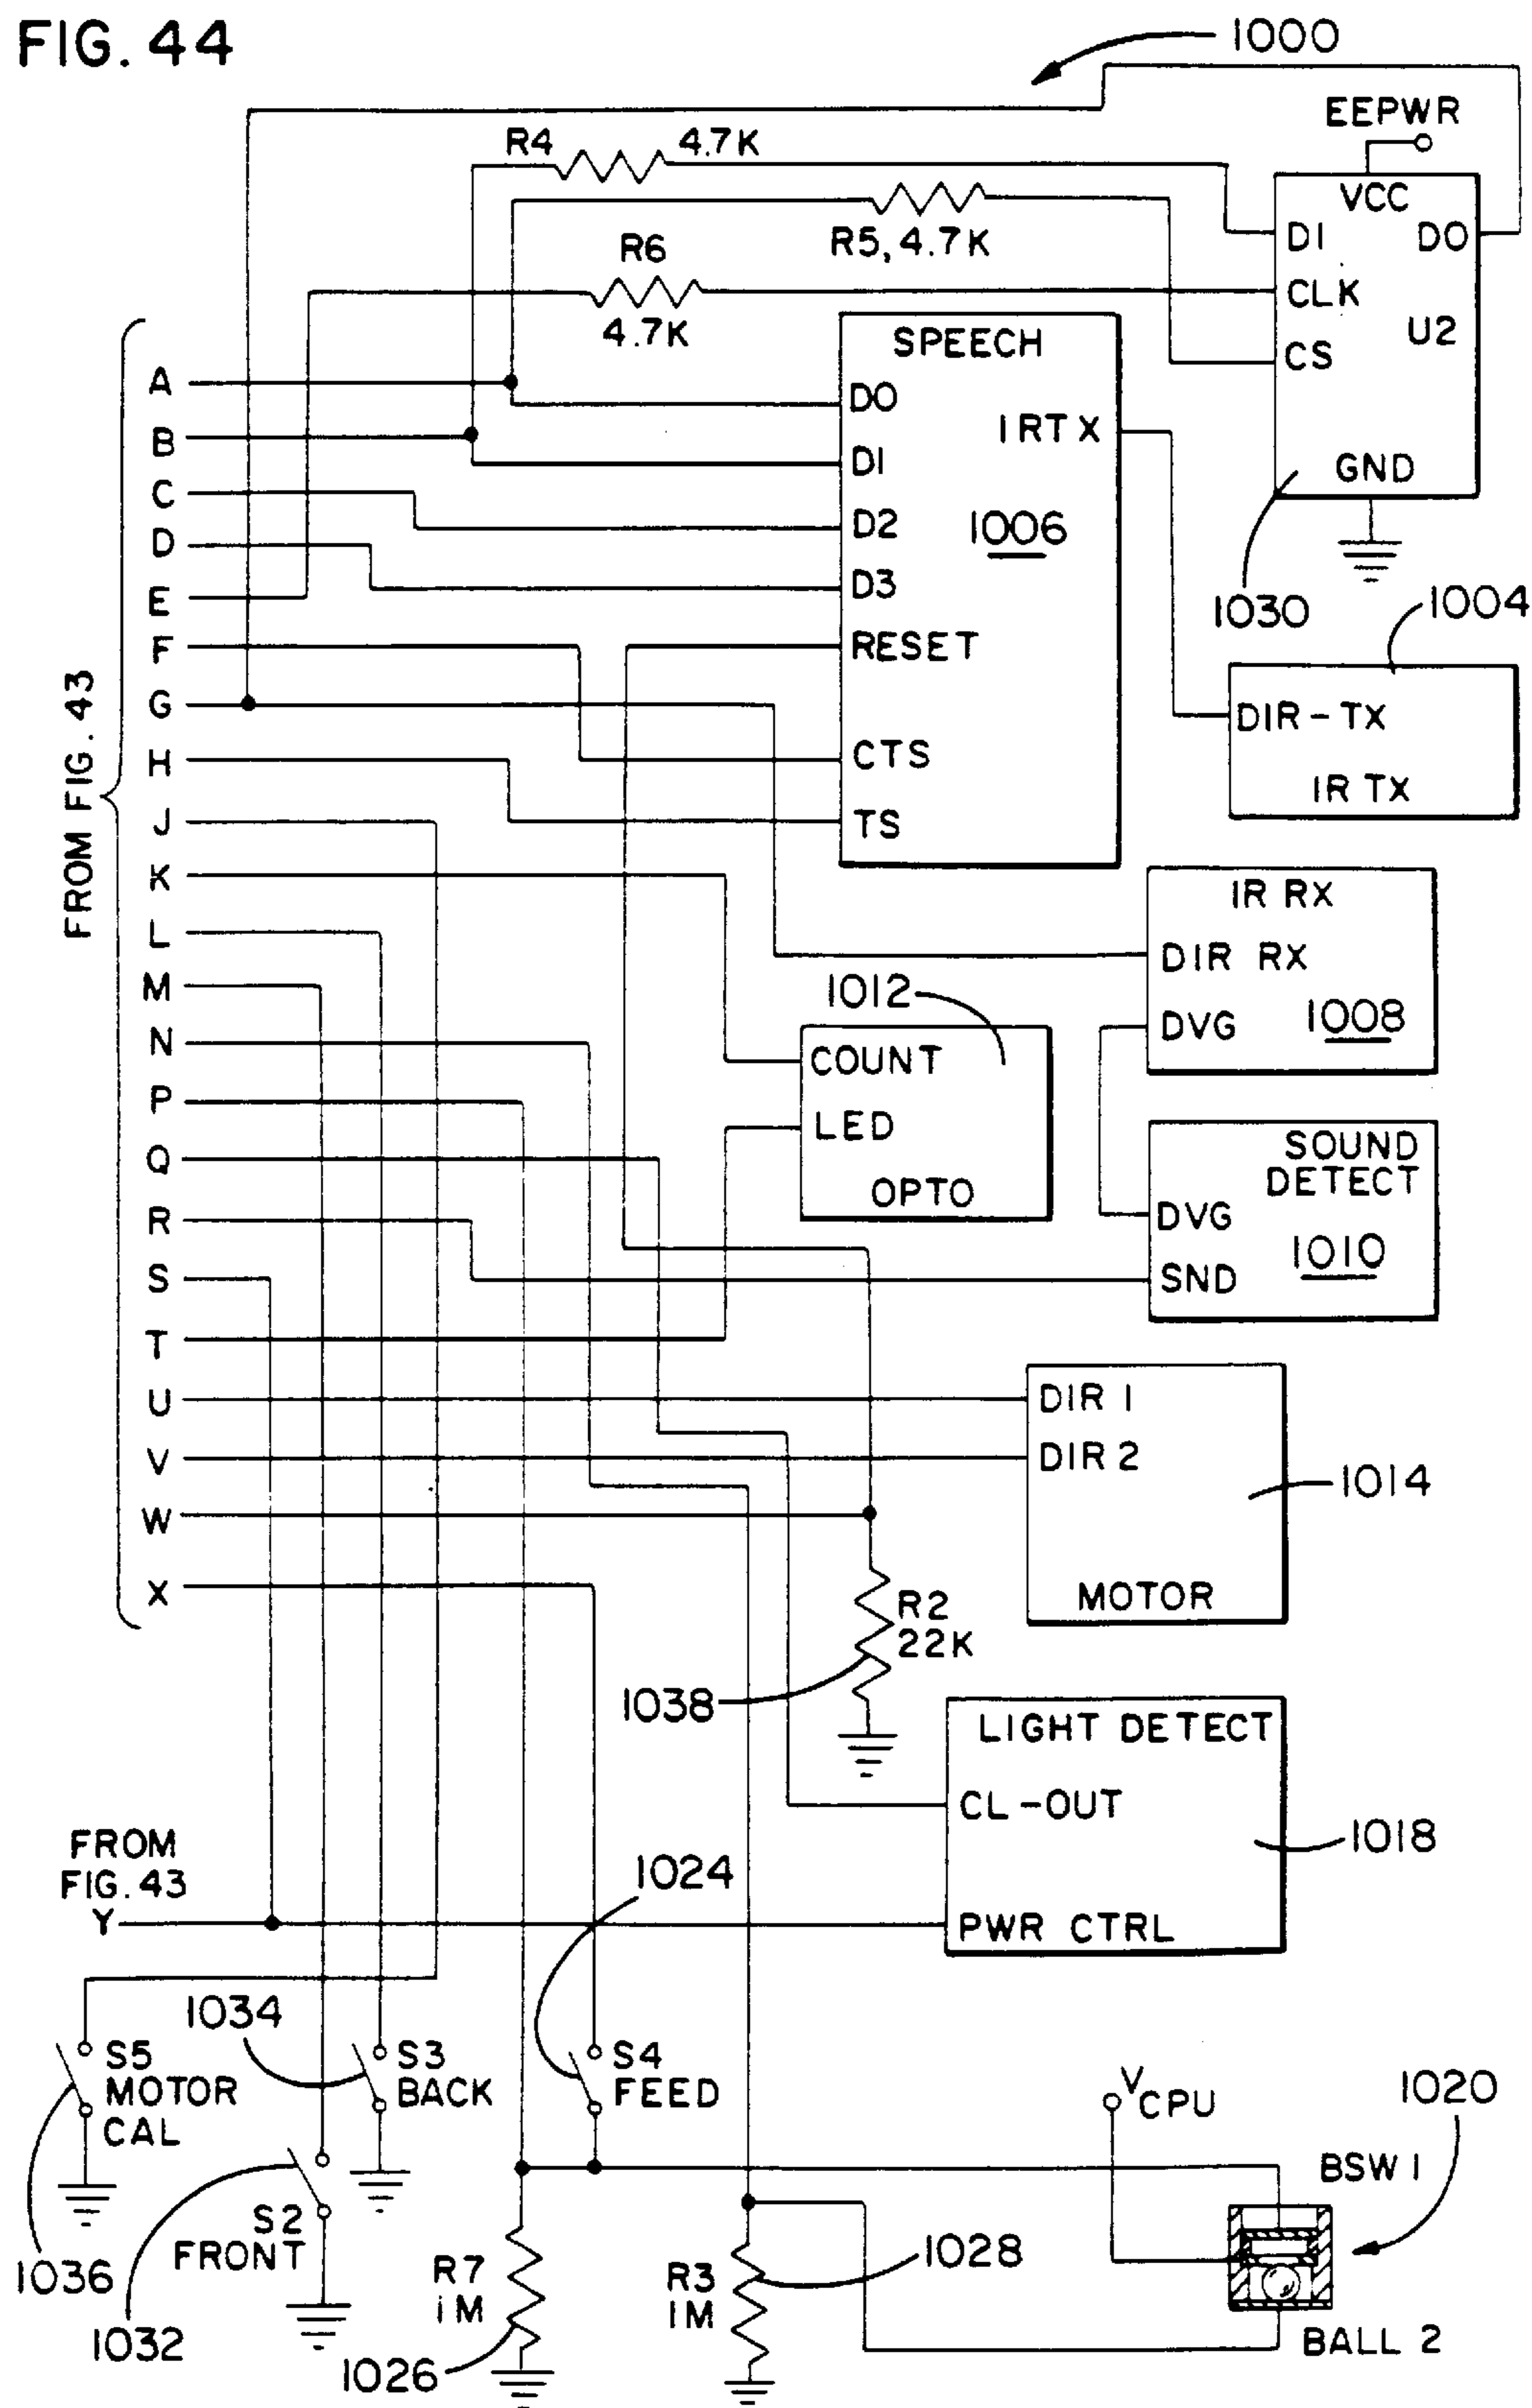 FIG. 44
1000
EEPWR
R4 4.7K
VCC
DI DO
R5, 4.7K
R6
CLK
4.7K
U2
SPEECH
CS
A
DO
IRTX
B
DI
GND
C
D2
1006
D
D3
1030
1004
E
F
RESET
FROM FIG. 43
G
DIR-TX
H
CTS
IR TX
J
TS
K
IR RX
L
DIR RX
M
1012
DVG 1008
N
COUNT
P
LED
SOUND
DETECT
Q
OPTO
DVG
R
1010
S
SND
T
U
DIR 1
V
DIR 2
1014
W
X
MOTOR
R2
22K
1038
LIGHT DETECT
CL-OUT
FROM
FIG. 43
1024
1018
Y
PWR CTRL
1034
S5
MOTOR
CAL
S3
BACK
S4
FEED
VCPU
1020
BSW 1
S2
FRONT
1036
R7
1M
R3
1M
1028
1032
1026
BALL 2